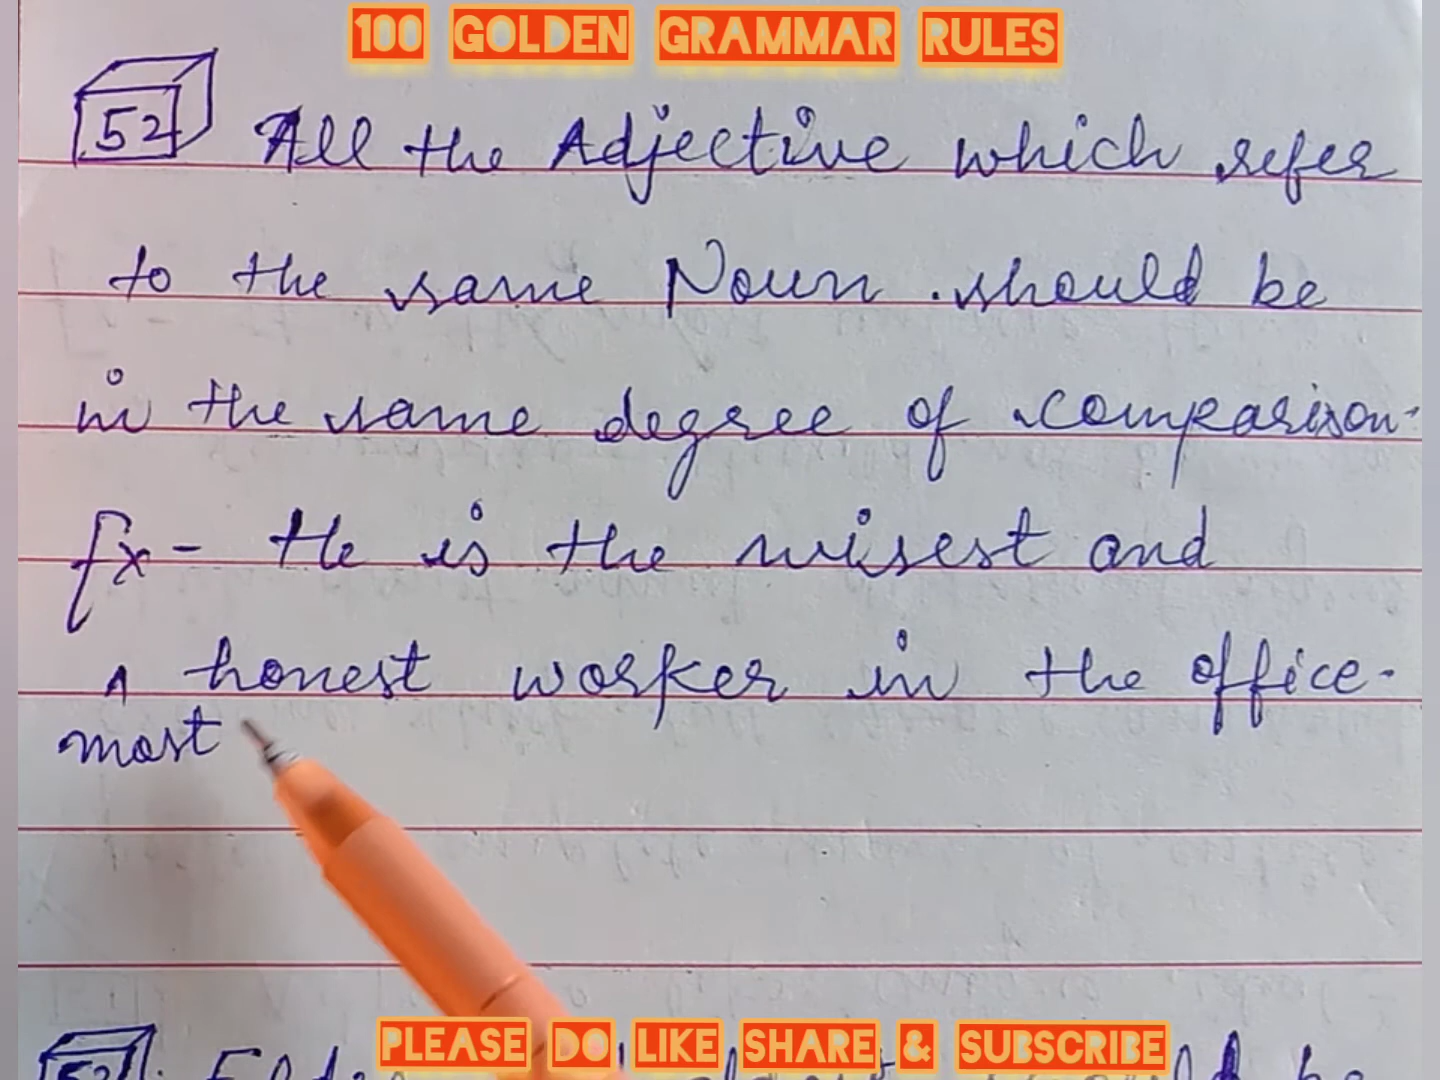 100 GOLDEN GRAMMAR RULES
52 All the Adjective which refer
to the same Noun should be
in the same degree of comparison.
Ex- He is the wisest and
^ honest worker in the office.
most
PLEASE DO LIKE SHARE & SUBSCRIBE